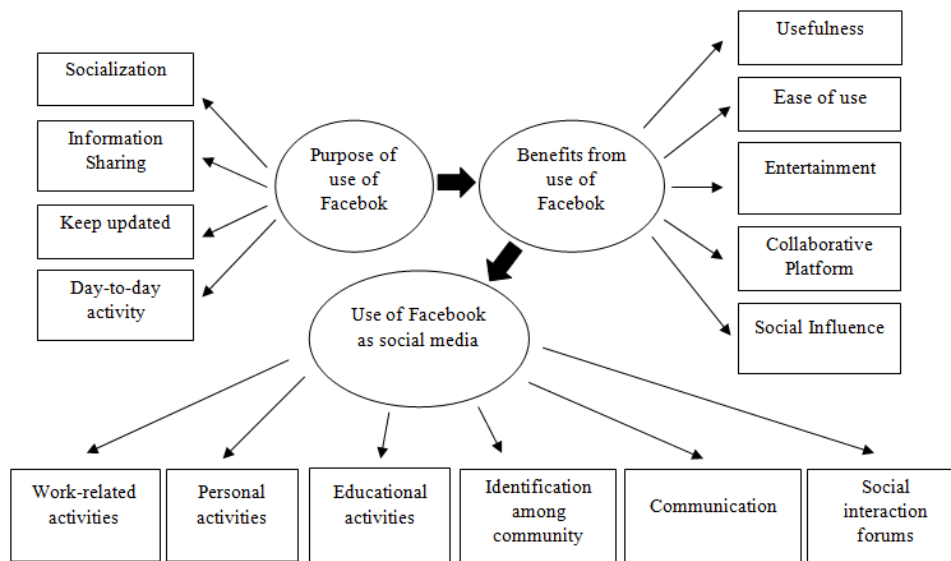 Socialization
Information
Sharing
Keep updated
Day-to-day
activity
Purpose of
use of
Facebok
Benefits from
use of
Facebok
Usefulness
Ease of use
Entertainment
Collaborative
Platform
Social Influence
Use of Facebook
as social media
Work-related
activities
Personal
activities
Educational
activities
Identification
among
community
Communication
Social
interaction
forums